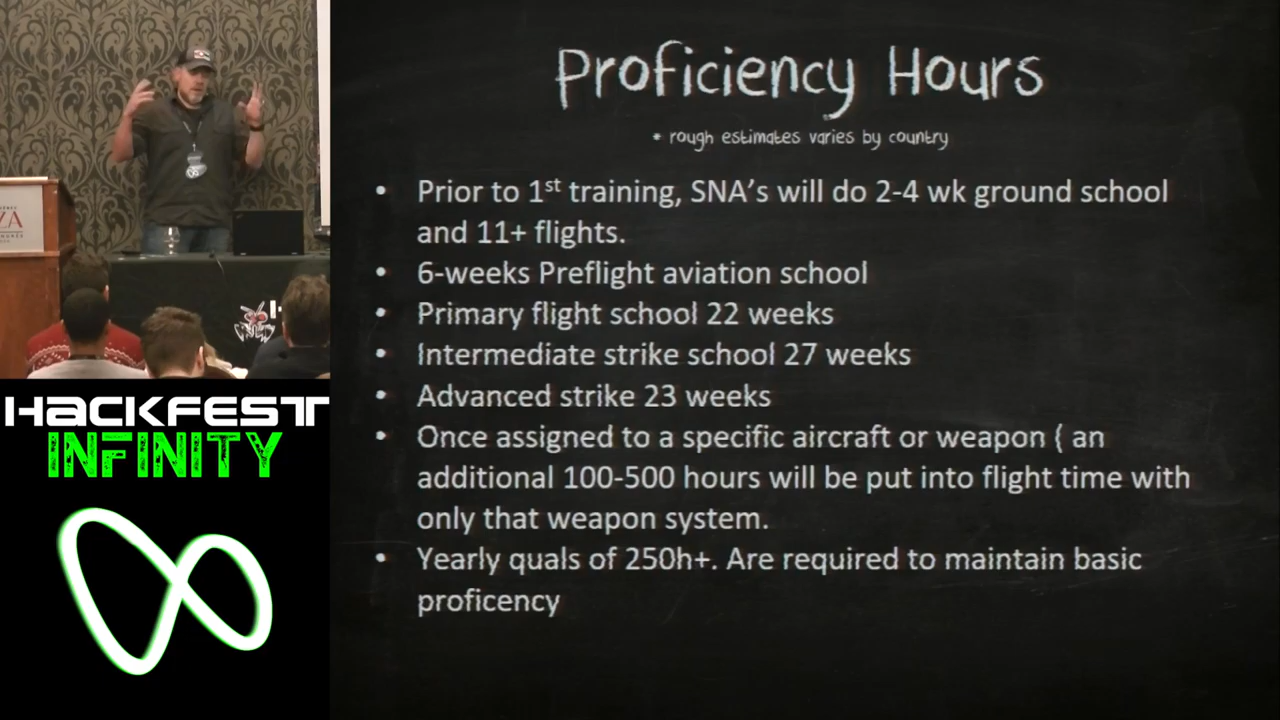 Proficiency Hours
* rough estimates varies by country
• Prior to 1st training, SNA's will do 2-4 wk ground school
and 11+ flights.
• 6-weeks Preflight aviation school
• Primary flight school 22 weeks
• Intermediate strike school 27 weeks
• Advanced strike 23 weeks
• Once assigned to a specific aircraft or weapon ( an
additional 100-500 hours will be put into flight time with
only that weapon system.
• Yearly quals of 250h+. Are required to maintain basic
proficency
HACKFEST
INFINITY